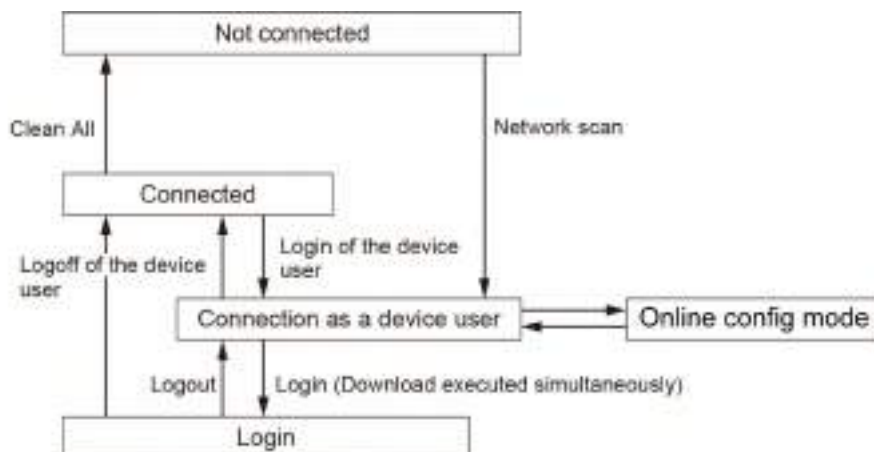 Not connected
Clean All
Network scan
Connected
Logoff of the device
user
Login of the device
user
Connection as a device user
Online config mode
Logout
Login (Download executed simultaneously)
Login